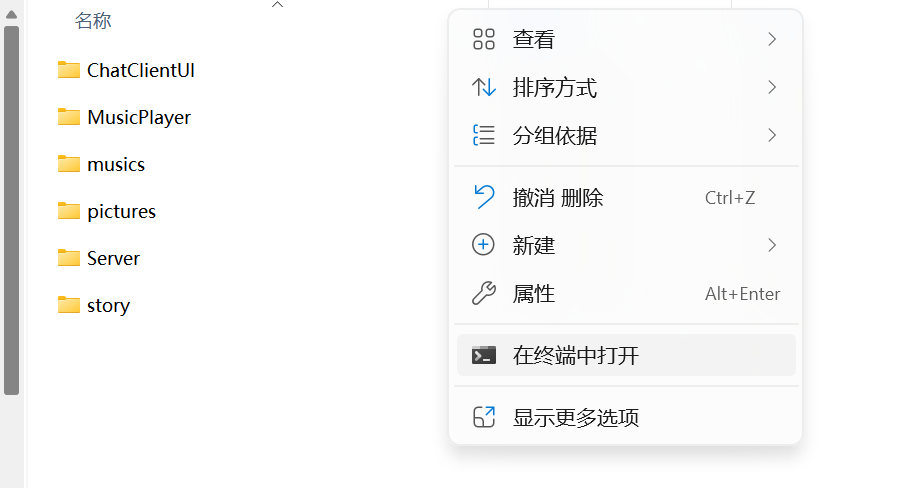 名称
ChatClientUI
MusicPlayer
musics
pictures
Server
story
查看
排序方式
分组依据
撤消 删除 Ctrl+Z
新建
属性 Alt+Enter
在终端中打开
显示更多选项